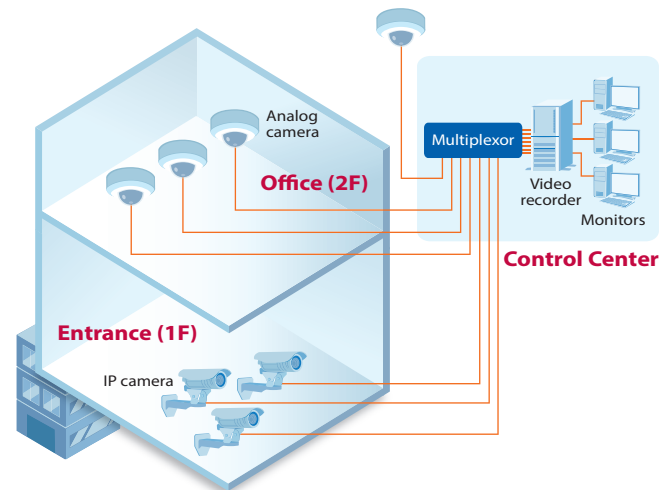 Analog
camera
Office (2F)
Multiplexor
Video
recorder
Monitors
Control Center
Entrance (1F)
IP camera